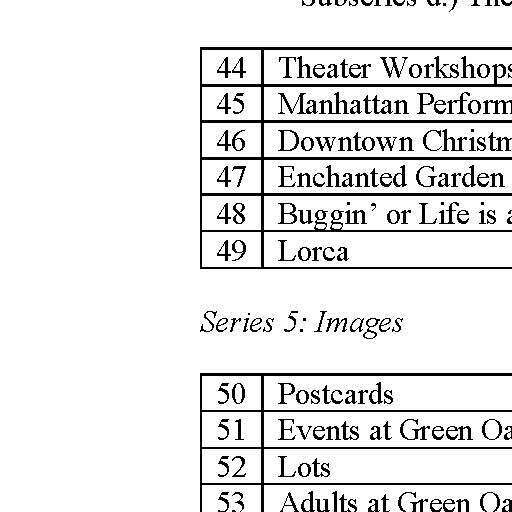 Subseries d.) The
44 Theater Workshops
45 Manhattan Perform
46 Downtown Christm
47 Enchanted Garden
48 Buggin’ or Life is a
49 Lorca
Series 5: Images
50 Postcards
51 Events at Green Oa
52 Lots
53 Adults at Green Oa